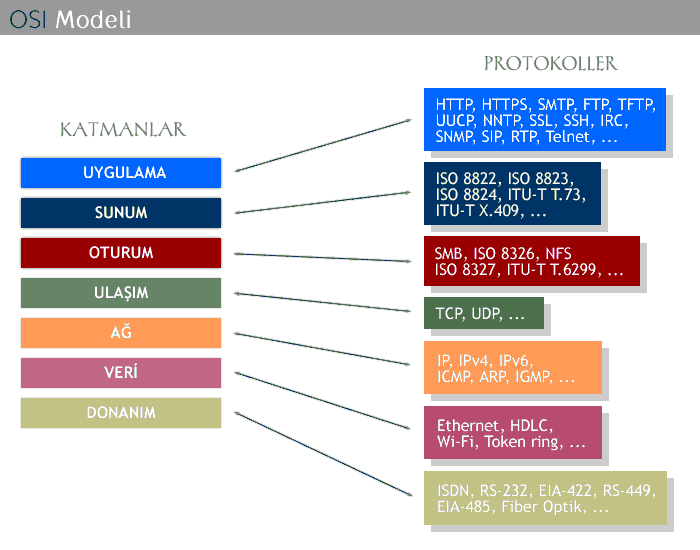 OSI Modeli
KATMANLAR
UYGULAMA
SUNUM
OTURUM
ULAŞIM
AĞ
VERİ
DONANIM
PROTOKOLLER
HTTP, HTTPS, SMTP, FTP, TFTP,
UUCP, NNTP, SSL, SSH, IRC,
SNMP, SIP, RTP, Telnet, ...
ISO 8822, ISO 8823,
ISO 8824, ITU-T T.73,
ITU-T X.409, ...
SMB, ISO 8326, NFS
ISO 8327, ITU-T T.6299, ...
TCP, UDP, ...
IP, IPv4, IPv6,
ICMP, ARP, IGMP, ...
Ethernet, HDLC,
Wi-Fi, Token ring, ...
ISDN, RS-232, EIA-422, RS-449,
EIA-485, Fiber Optik, ...